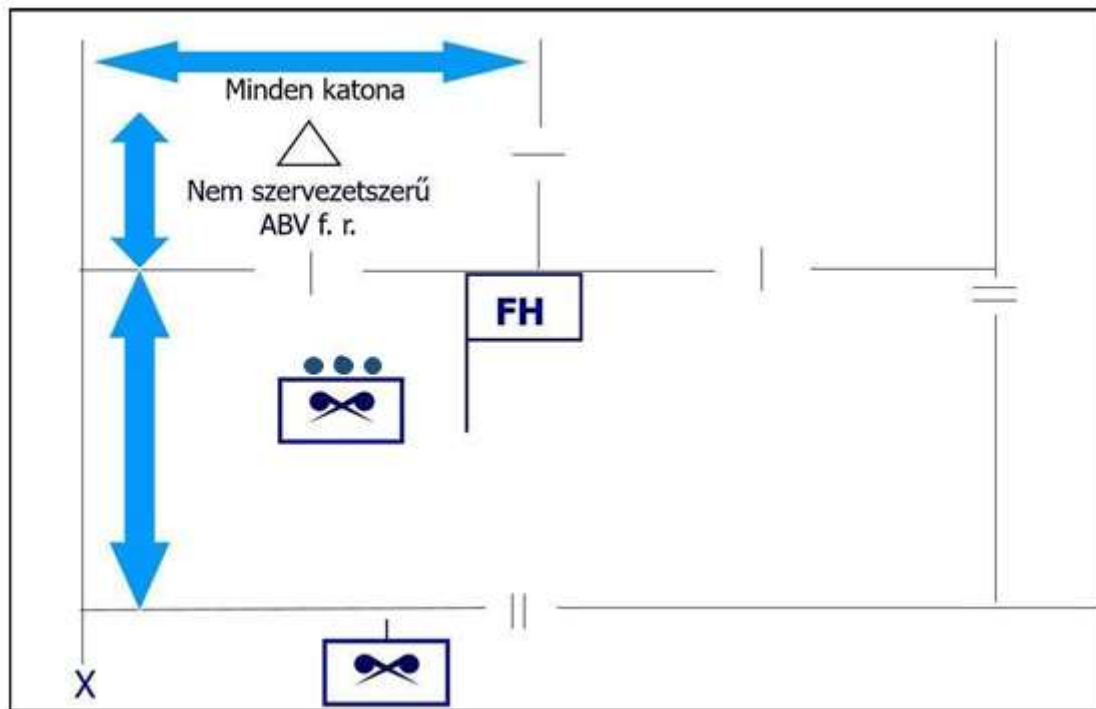 Minden katona
Nem szervezetszerű
ABV f. r.
FH
X